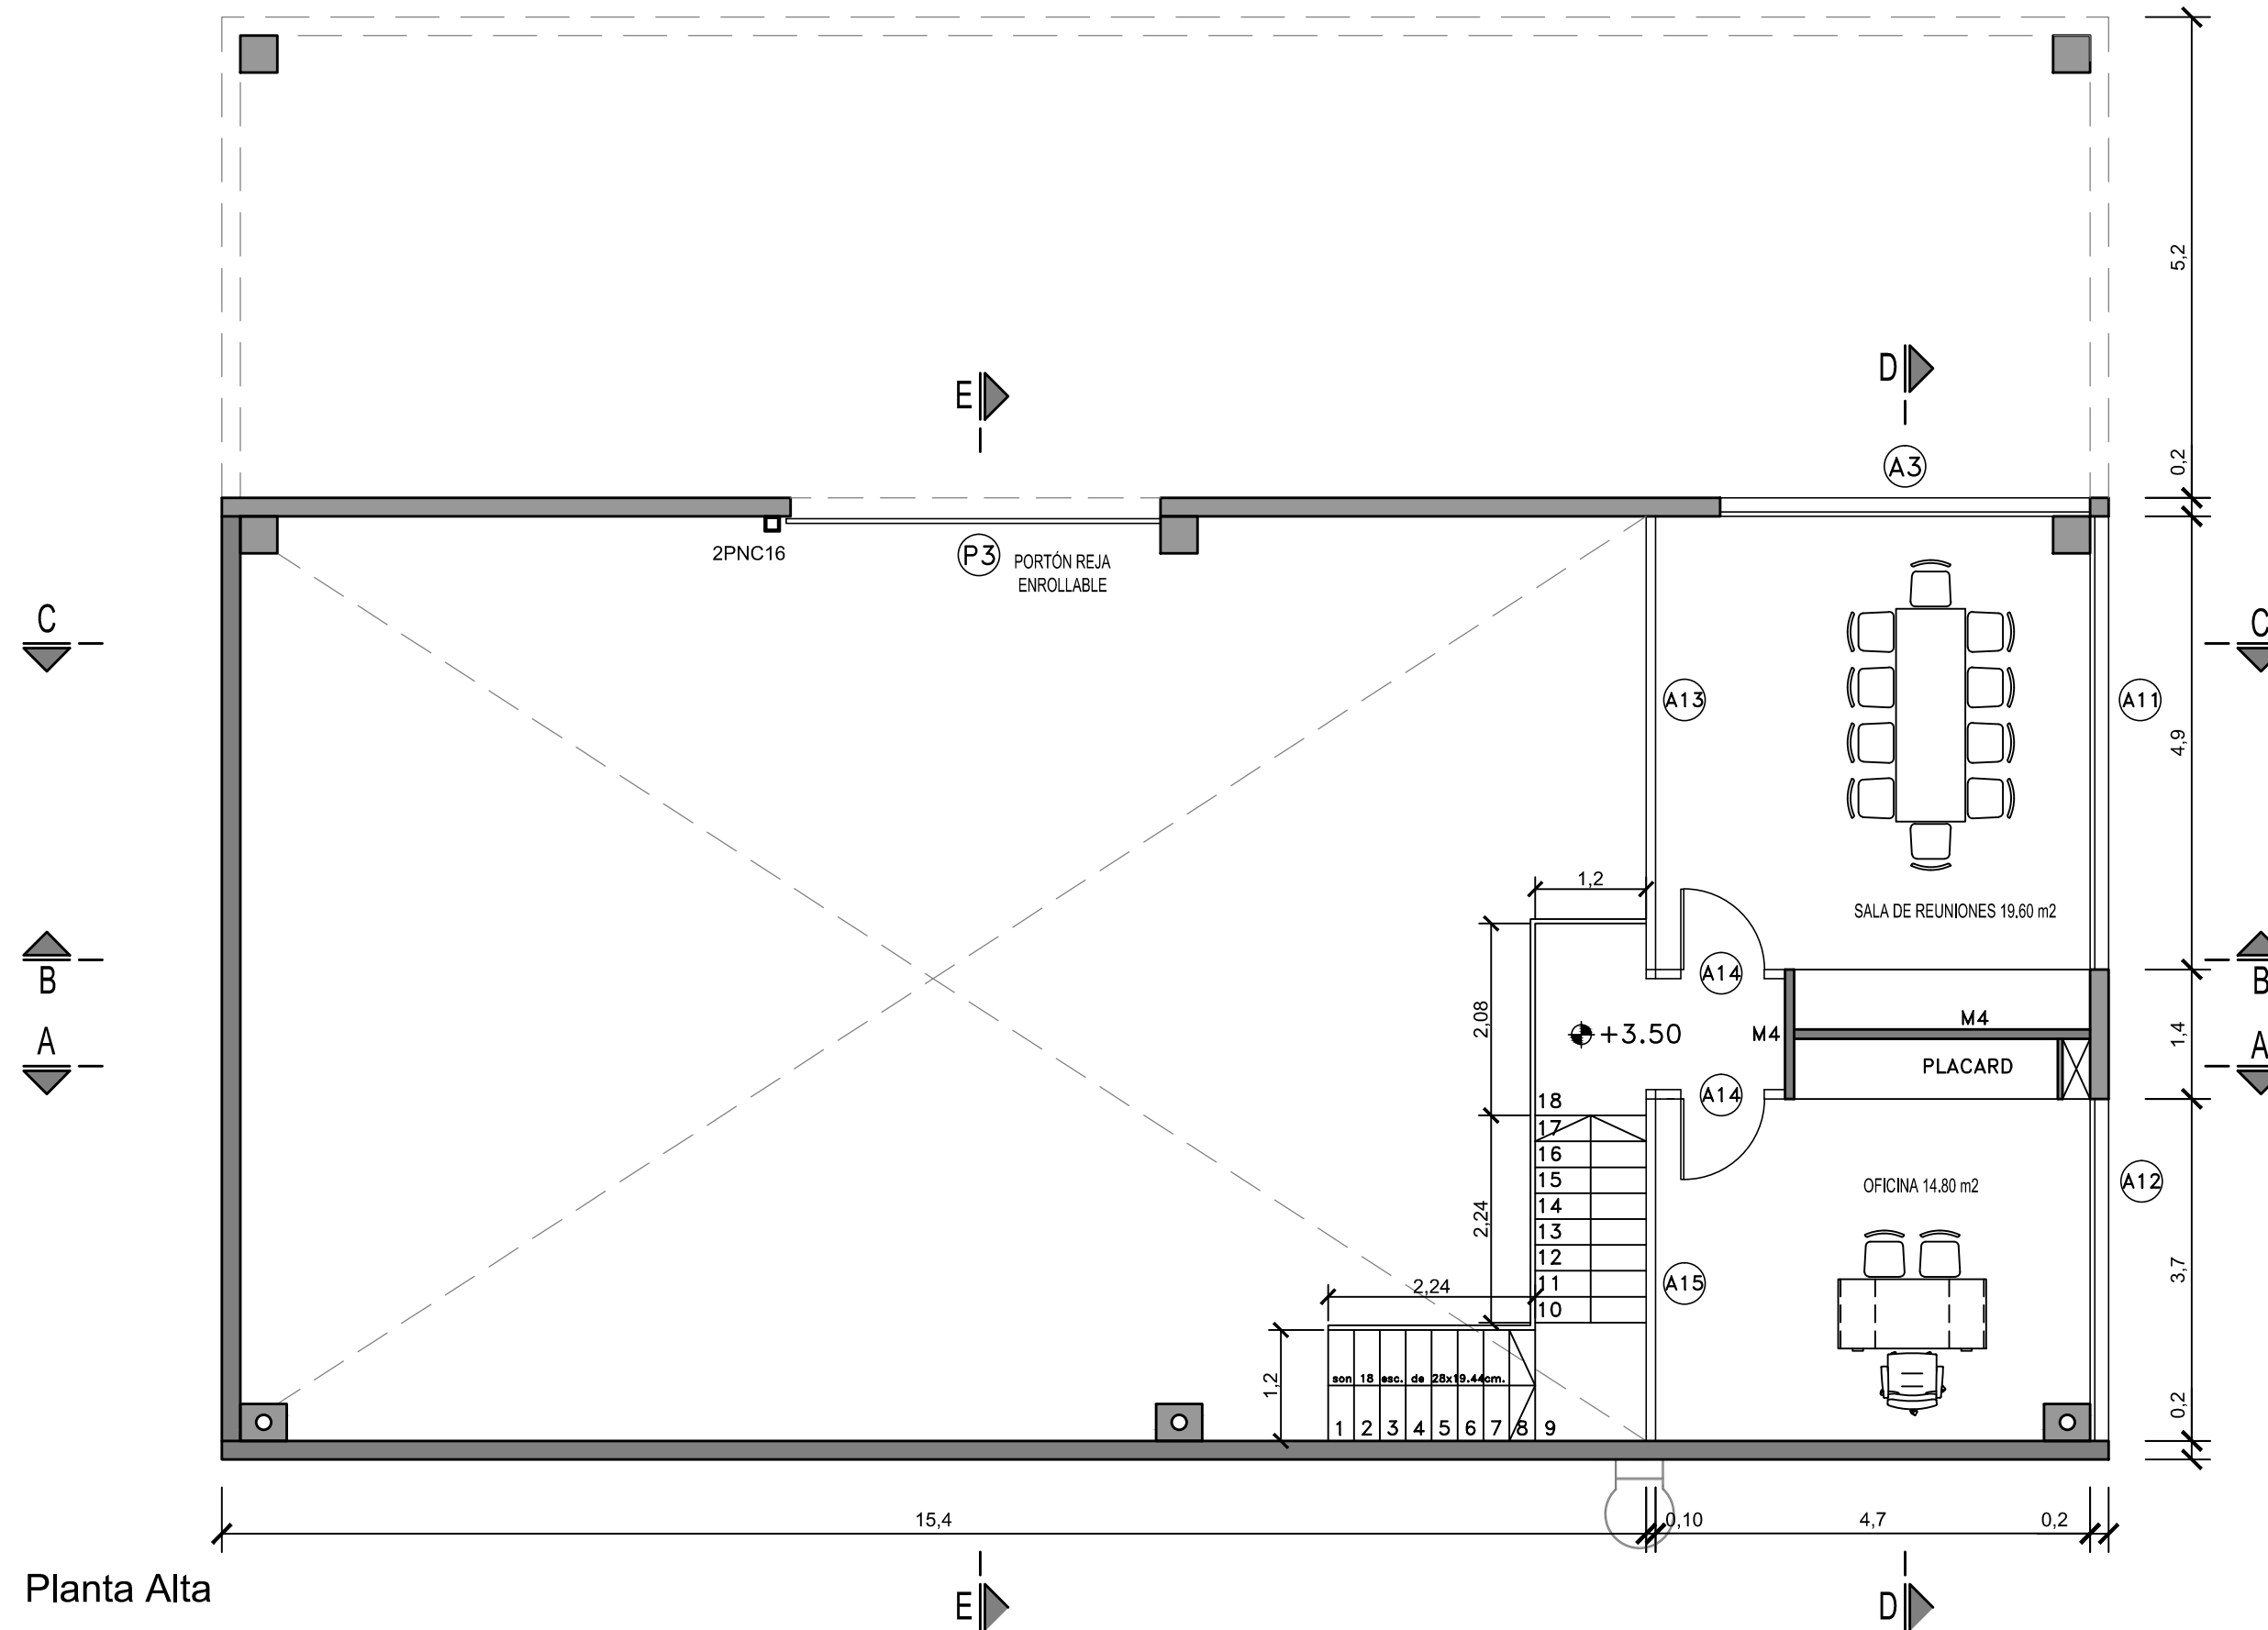 5,2
E
D
A3
0,2
2PNC16
P3
PORTÓN REJA
ENROLLABLE
C
C
A13
A11
4,9
1,2
SALA DE REUNIONES 19.60 m2
B
B
A14
2,08
+3.50
M4
M4
1,4
A
A
PLACARD
A14
18
17
16
15
14
13
12
11
10
OFICINA 14.80 m2
A12
2,24
2,24
A15
3,7
1,2
son 18 esc. de 28x19.44cm.
1 2 3 4 5 6 7 8 9
0,2
15,4
0,10
4,7
0,2
Planta Alta
E
D